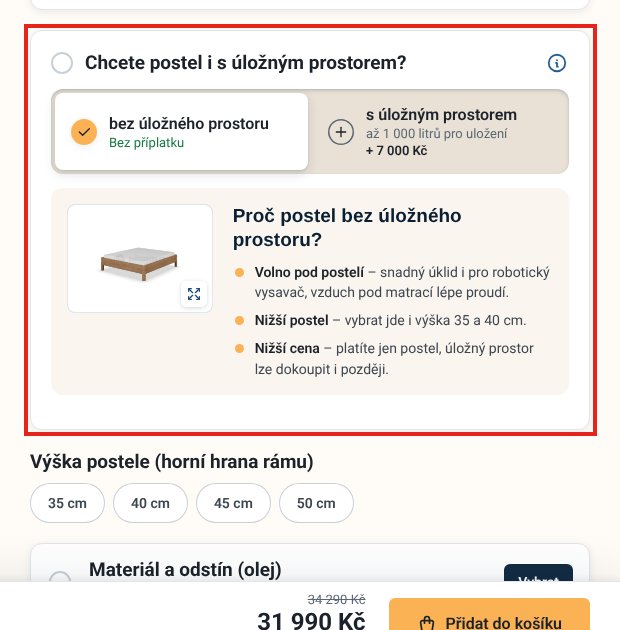 Chcete postel i s úložným prostorem?
bez úložného prostoru
Bez příplatku
s úložným prostorem
až 1 000 litrů pro uložení
+ 7 000 Kč
Proč postel bez úložného
prostoru?
Volno pod postelí – snadný úklid i pro robotický
vysavač, vzduch pod matrací lépe proudí.
Nižší postel – vybrat jde i výška 35 a 40 cm.
Nižší cena – platíte jen postel, úložný prostor
lze dokoupit i později.
Výška postele (horní hrana rámu)
35 cm
40 cm
45 cm
50 cm
Materiál a odstín (olej)
Vybrat
34 290 Kč
31 990 Kč
Přidat do košíku